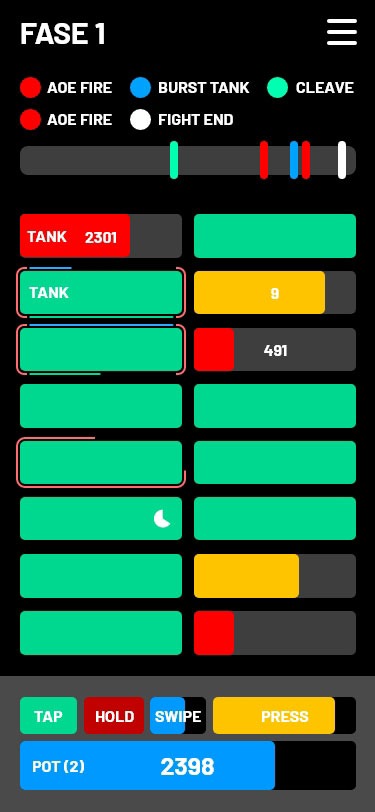 FASE 1
AOE FIRE BURST TANK CLEAVE
AOE FIRE FIGHT END
TANK 2301
TANK 9
491
TAP HOLD SWIPE PRESS
POT (2) 2398